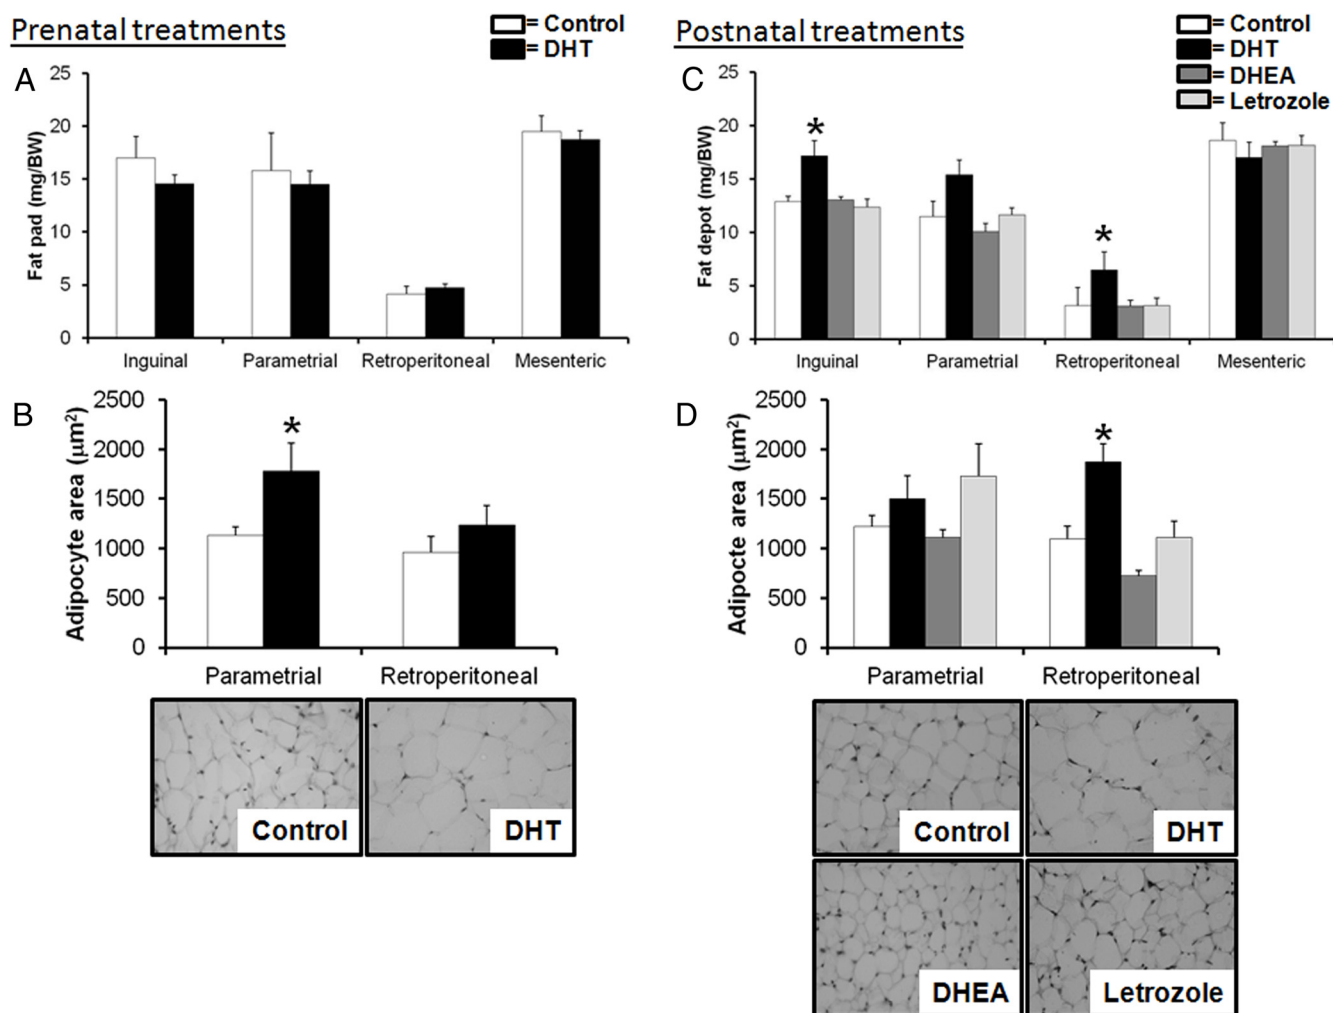 Prenatal treatments
= Control
= DHT
A
Fat pad (mg/BW)
25
20
15
10
5
0
Inguinal Parametrial Retroperitoneal Mesenteric
B
Adipocyte area (μm²)
2500
2000
1500
1000
500
0
*
Parametrial Retroperitoneal
Control DHT
Postnatal treatments
= Control
= DHT
= DHEA
= Letrozole
C
Fat depot (mg/BW)
25
20
15
10
5
0
* *
Inguinal Parametrial Retroperitoneal Mesenteric
D
Adipocte area (μm²)
2500
2000
1500
1000
500
0
*
Parametrial Retroperitoneal
Control DHT
DHEA Letrozole